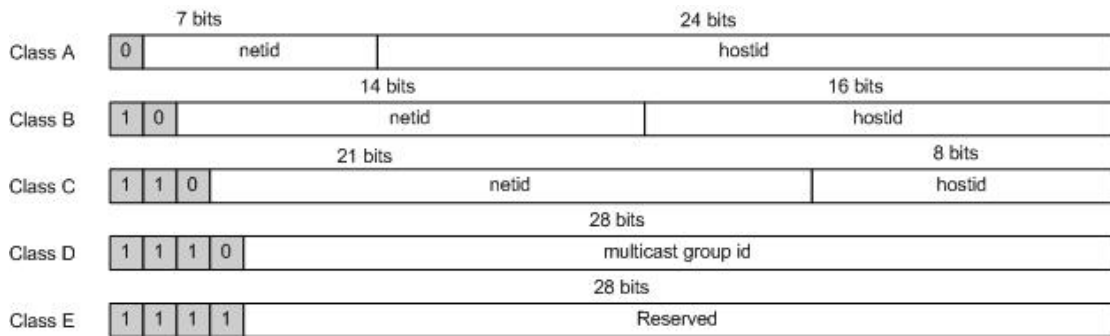 7 bits 24 bits
Class A 0 netid hostid
14 bits 16 bits
Class B 1 0 netid hostid
21 bits 8 bits
Class C 1 1 0 netid hostid
28 bits
Class D 1 1 1 0 multicast group id
28 bits
Class E 1 1 1 1 Reserved